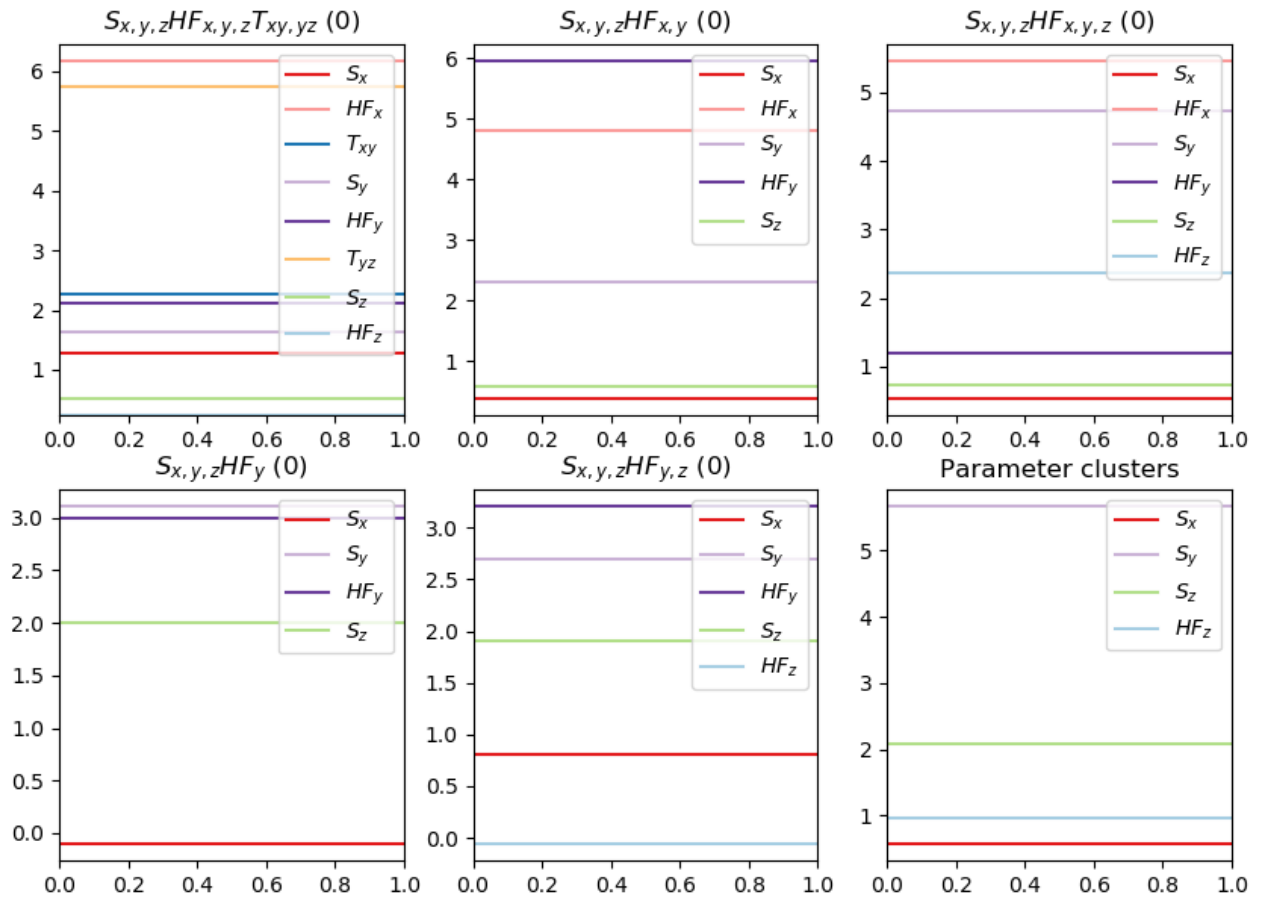 S_{x,y,z}HF_{x,y,z}T_{xy,yz} (0)
6
5
4
3
2
1
0.0 0.2 0.4 0.6 0.8 1.0
S_x
HF_x
T_{xy}
S_y
HF_y
T_{yz}
S_z
HF_z
S_{x,y,z}HF_{x,y} (0)
6
5
4
3
2
1
0.0 0.2 0.4 0.6 0.8 1.0
S_x
HF_x
S_y
HF_y
S_z
S_{x,y,z}HF_{x,y,z} (0)
5
4
3
2
1
0.0 0.2 0.4 0.6 0.8 1.0
S_x
HF_x
S_y
HF_y
S_z
HF_z
S_{x,y,z}HF_y (0)
3.0
2.5
2.0
1.5
1.0
0.5
0.0
0.0 0.2 0.4 0.6 0.8 1.0
S_x
S_y
HF_y
S_z
S_{x,y,z}HF_{y,z} (0)
3.0
2.5
2.0
1.5
1.0
0.5
0.0
0.0 0.2 0.4 0.6 0.8 1.0
S_x
S_y
HF_y
S_z
HF_z
Parameter clusters
5
4
3
2
1
0.0 0.2 0.4 0.6 0.8 1.0
S_x
S_y
S_z
HF_z